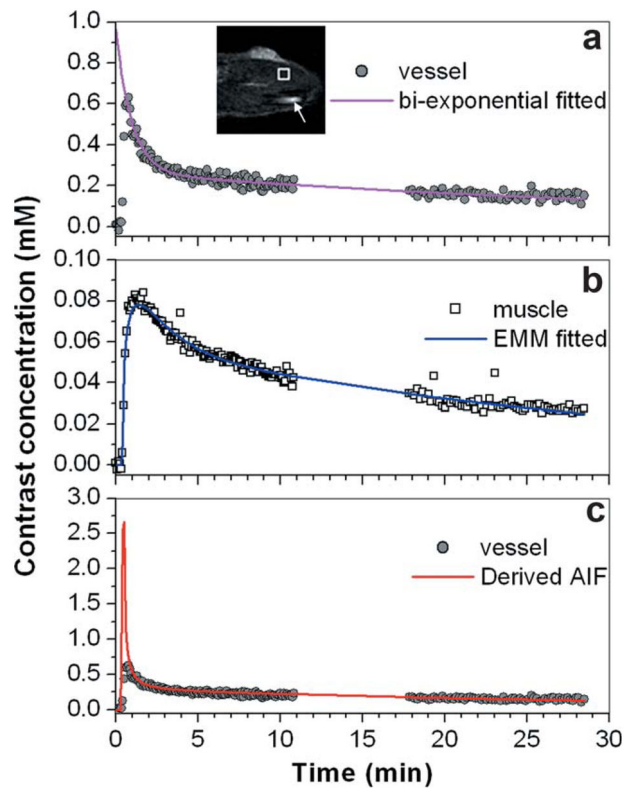 Contrast concentration (mM)
a
1.0
0.8
0.6
0.4
0.2
0.0
vessel
bi-exponential fitted
b
0.10
0.08
0.06
0.04
0.02
0.00
muscle
EMM fitted
c
3.0
2.5
2.0
1.5
1.0
0.5
0.0
vessel
Derived AIF
0 5 10 15 20 25 30
Time (min)